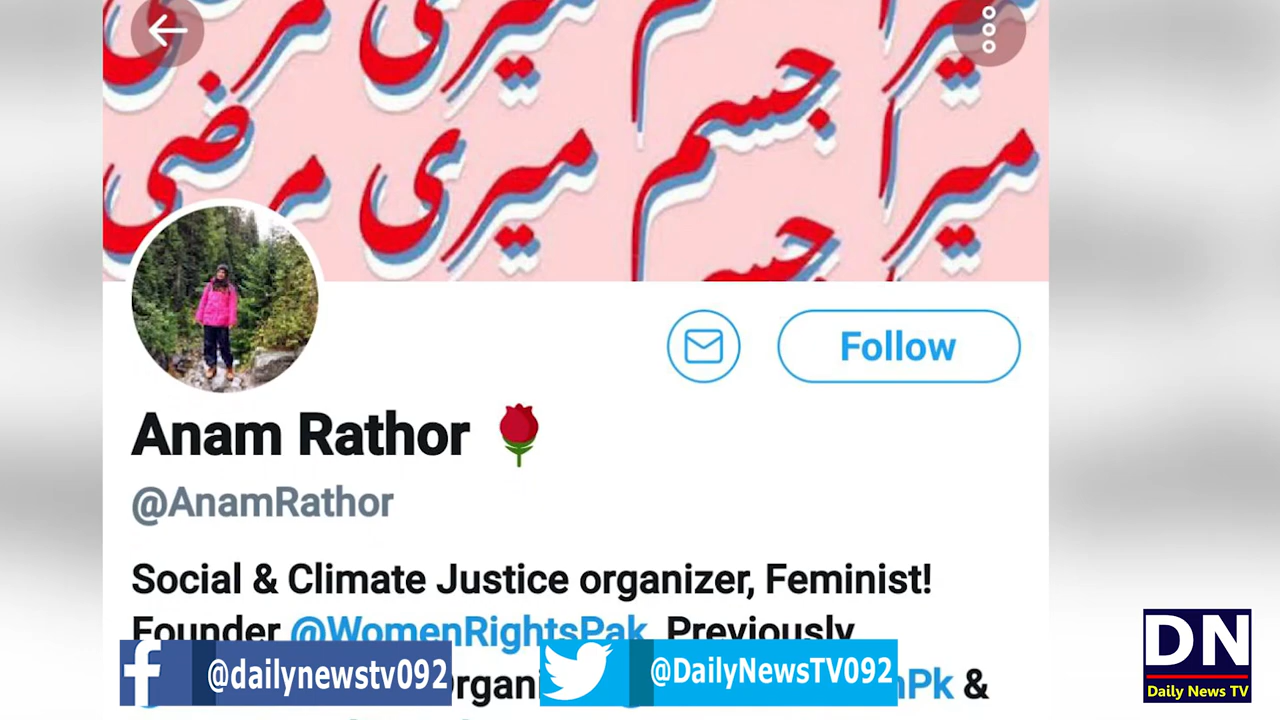 میرا جسم میری مرضی
Anam Rathor 🌹
@AnamRathor
Follow
Social & Climate Justice organizer, Feminist!
Founder @WomenRightsPak. Previously
&
@dailynewstv092
@DailyNewsTV092
DN
Daily News TV